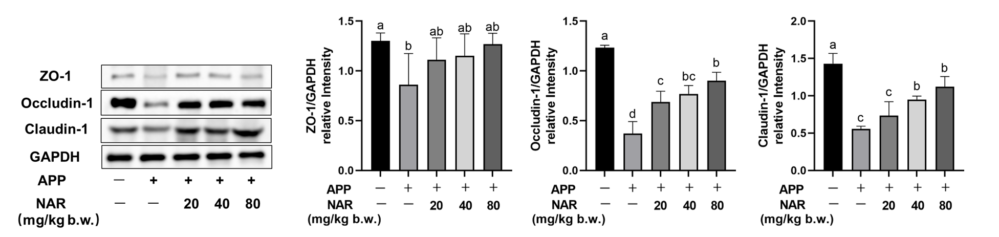 ZO-1
Occludin-1
Claudin-1
GAPDH
APP — + + + +
NAR — — 20 40 80
(mg/kg b.w.)
ZO-1/GAPDH
relative Intensity
1.5
1.0
0.5
0.0
a b ab ab ab
APP — + + + +
NAR — — 20 40 80
(mg/kg b.w.)
Occludin-1/GAPDH
relative Intensity
1.5
1.0
0.5
0.0
a d c bc b
APP — + + + +
NAR — — 20 40 80
(mg/kg b.w.)
Claudin-1/GAPDH
relative Intensity
2.0
1.5
1.0
0.5
0.0
a c c b b
APP — + + + +
NAR — — 20 40 80
(mg/kg b.w.)